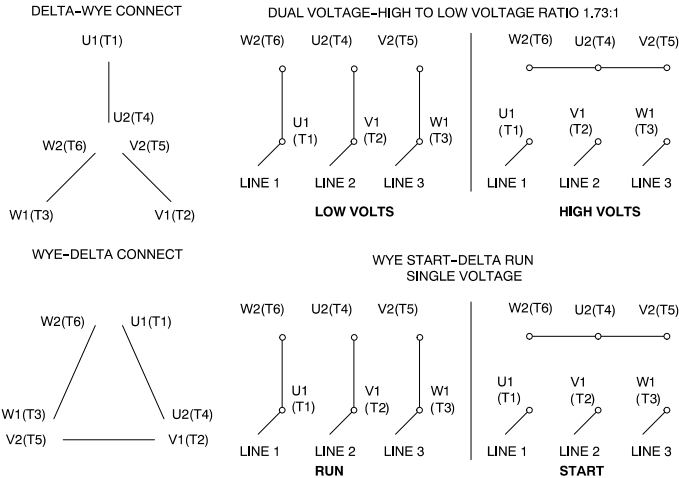 DELTA-WYE CONNECT
U1(T1)
U2(T4)
W2(T6) V2(T5)
W1(T3) V1(T2)
DUAL VOLTAGE-HIGH TO LOW VOLTAGE RATIO 1.73:1
W2(T6) U2(T4) V2(T5)
U1 (T1) V1 (T2) W1 (T3)
LINE 1 LINE 2 LINE 3
LOW VOLTS
W2(T6) U2(T4) V2(T5)
U1 (T1) V1 (T2) W1 (T3)
LINE 1 LINE 2 LINE 3
HIGH VOLTS
WYE-DELTA CONNECT
W2(T6) U1(T1)
W1(T3) U2(T4)
V2(T5) V1(T2)
WYE START-DELTA RUN
SINGLE VOLTAGE
W2(T6) U2(T4) V2(T5)
U1 (T1) V1 (T2) W1 (T3)
LINE 1 LINE 2 LINE 3
RUN
W2(T6) U2(T4) V2(T5)
U1 (T1) V1 (T2) W1 (T3)
LINE 1 LINE 2 LINE 3
START